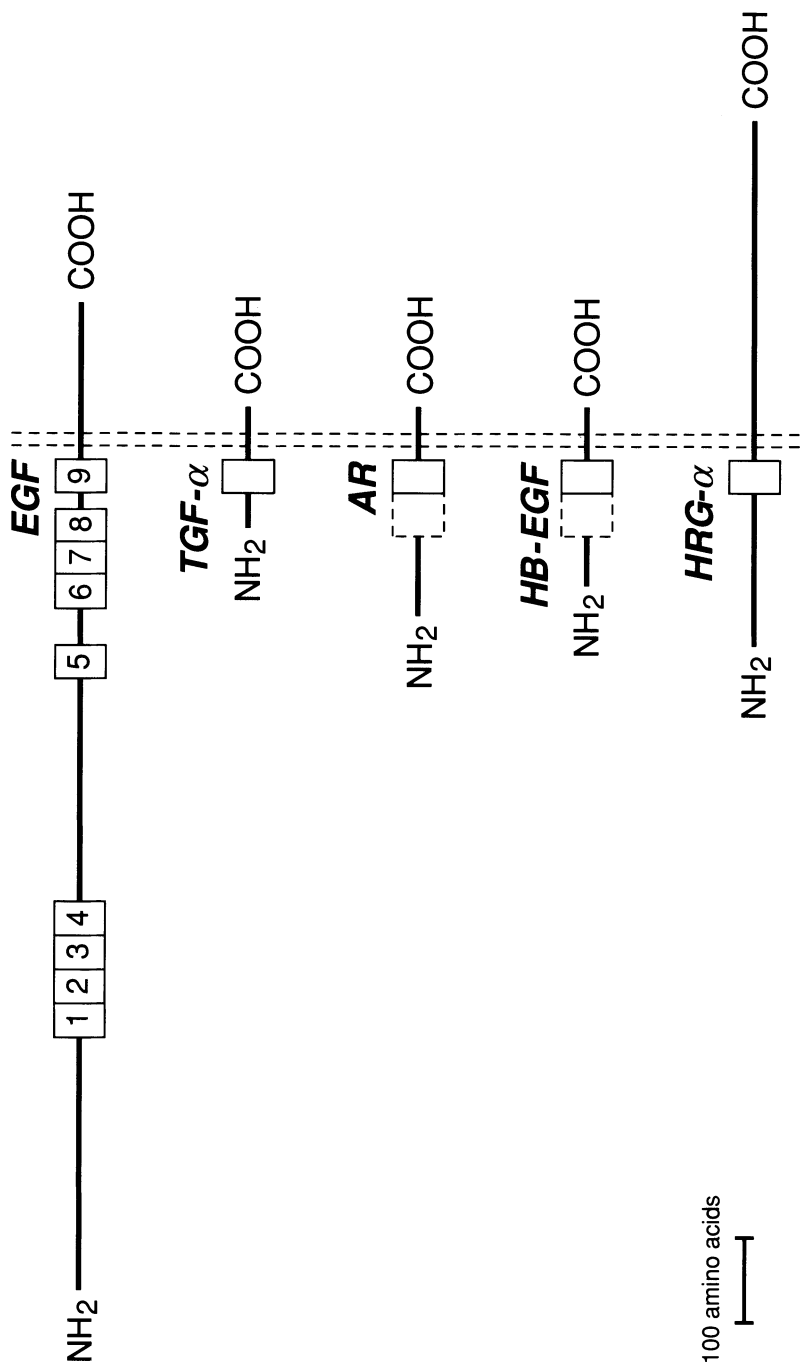 EGF
NH2 1 2 3 4 5 6 7 8 9 COOH
TGF-α
NH2 COOH
AR
NH2 COOH
HB-EGF
NH2 COOH
HRG-α
NH2 COOH
100 amino acids